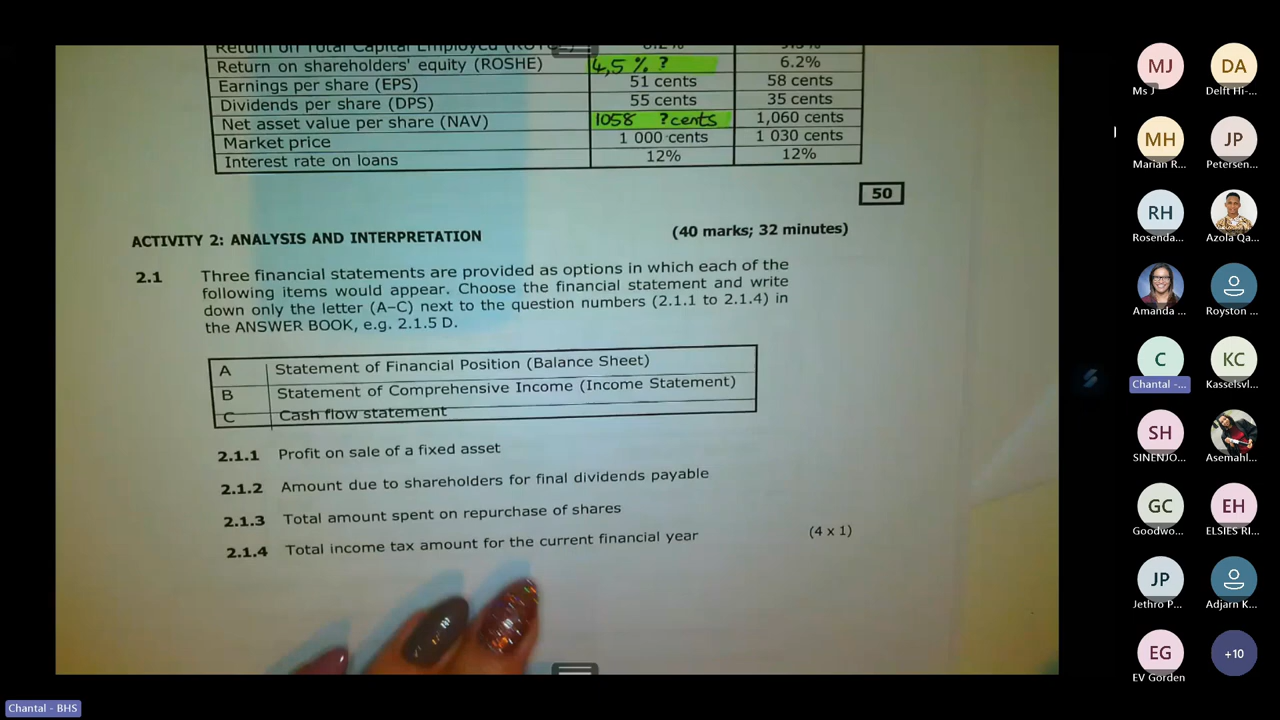 Return on Total Capital Employed
Return on shareholders' equity (ROSHE) 4,5 % ? 6.2%
Earnings per share (EPS) 51 cents 58 cents
Dividends per share (DPS) 55 cents 35 cents
Net asset value per share (NAV) 1058 ? cents 1,060 cents
Market price 1 000 cents 1 030 cents
Interest rate on loans 12% 12%
50
ACTIVITY 2: ANALYSIS AND INTERPRETATION (40 marks; 32 minutes)
2.1 Three financial statements are provided as options in which each of the
following items would appear. Choose the financial statement and write
down only the letter (A–C) next to the question numbers (2.1.1 to 2.1.4) in
the ANSWER BOOK, e.g. 2.1.5 D.
A Statement of Financial Position (Balance Sheet)
B Statement of Comprehensive Income (Income Statement)
C Cash flow statement
2.1.1 Profit on sale of a fixed asset
2.1.2 Amount due to shareholders for final dividends payable
2.1.3 Total amount spent on repurchase of shares
2.1.4 Total income tax amount for the current financial year (4 x 1)
MJ DA
Ms J Delft Hi-...
MH JP
Marian R... Petersen...
RH
Rosenda... Azola Qa...
Amanda ... Royston ...
C KC
Chantal -... Kasselsvl...
SH
SINENJO... Asemahl...
GC EH
Goodwo... ELSIES RI...
JP
Jethro P... Adjarn K...
EG +10
EV Gorden
Chantal - BHS